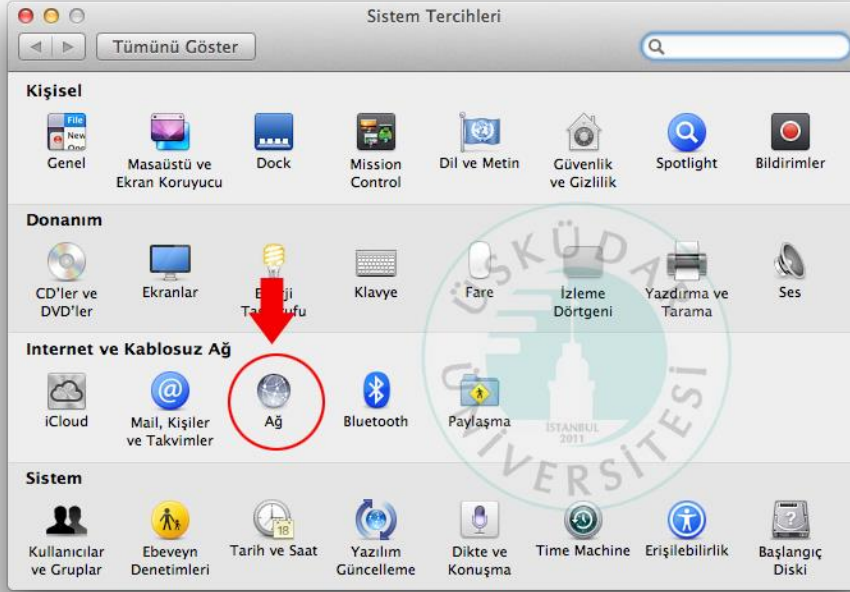 Sistem Tercihleri
Tümünü Göster
Kişisel
File
New
Genel
Masaüstü ve
Ekran Koruyucu
Dock
Mission
Control
Dil ve Metin
Güvenlik
ve Gizlilik
Spotlight
Bildirimler
Donanım
CD'ler ve
DVD'ler
Ekranlar
Klavye
Fare
İzleme
Dörtgeni
Yazdırma ve
Tarama
Ses
Internet ve Kablosuz Ağ
iCloud
Mail, Kişiler
ve Takvimler
Ağ
Bluetooth
Paylaşma
Sistem
Kullanıcılar
ve Gruplar
Ebeveyn
Denetimleri
18
Tarih ve Saat
Yazılım
Güncelleme
Dikte ve
Konuşma
Time Machine
Erişilebilirlik
Başlangıç
Diski
ÜSKÜDAR
ÜNİVERSİTESİ
İSTANBUL
2011